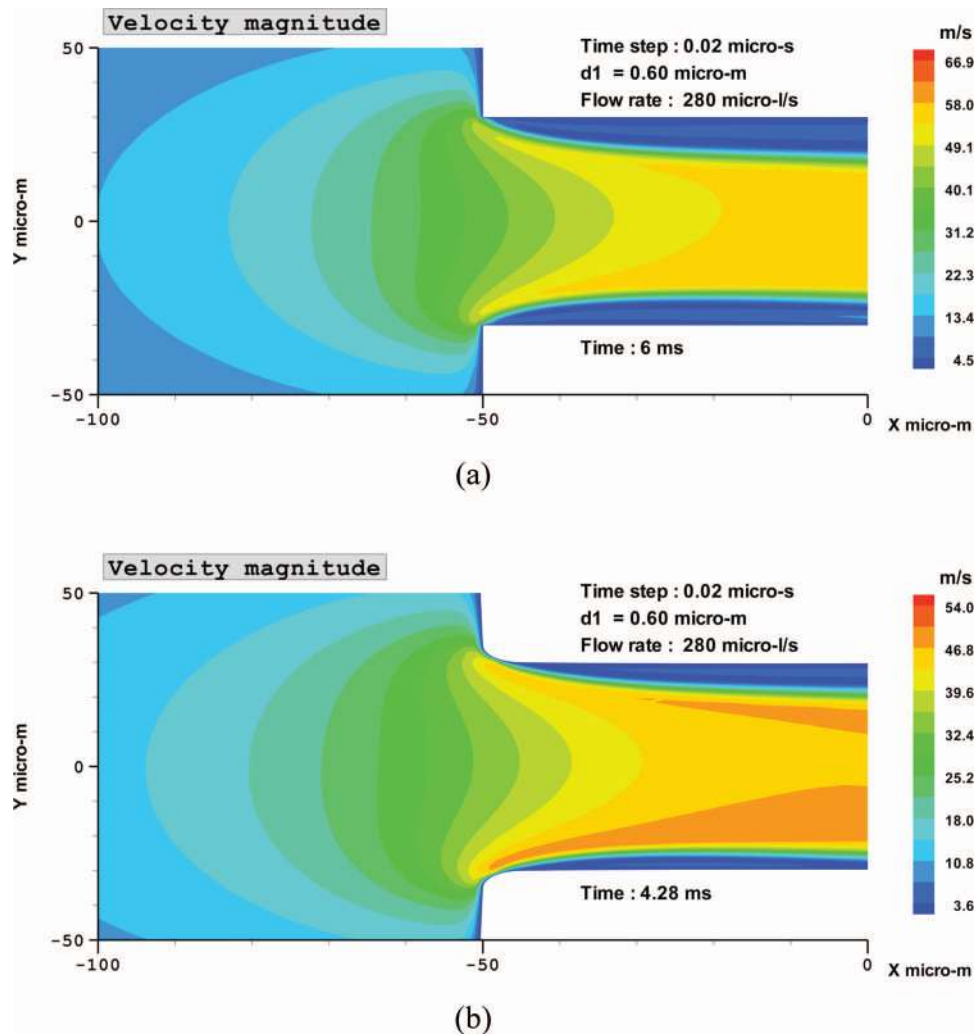 Velocity magnitude
m/s
50
Time step : 0.02 micro-s
66.9
d1 = 0.60 micro-m
58.0
Flow rate : 280 micro-l/s
49.1
40.1
Y micro-m
0
31.2
22.3
13.4
Time : 6 ms
4.5
-50
-100
-50
0
X micro-m
(a)
Velocity magnitude
m/s
50
Time step : 0.02 micro-s
54.0
d1 = 0.60 micro-m
46.8
Flow rate : 280 micro-l/s
39.6
32.4
Y micro-m
0
25.2
18.0
10.8
Time : 4.28 ms
3.6
-50
-100
-50
0
X micro-m
(b)